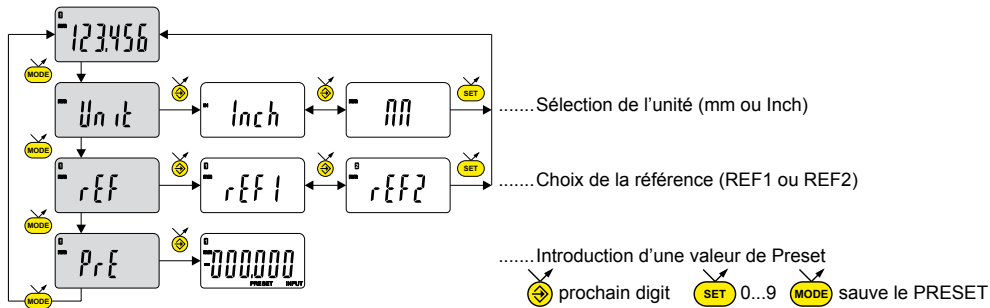 123.456
MODE
Unit Inch MM SET .......Sélection de l'unité (mm ou Inch)
MODE
rEF rEF1 rEF2 SET .......Choix de la référence (REF1 ou REF2)
MODE
PrE -000.000 PRESET INPUT .......Introduction d'une valeur de Preset
MODE
prochain digit SET 0...9 MODE sauve le PRESET